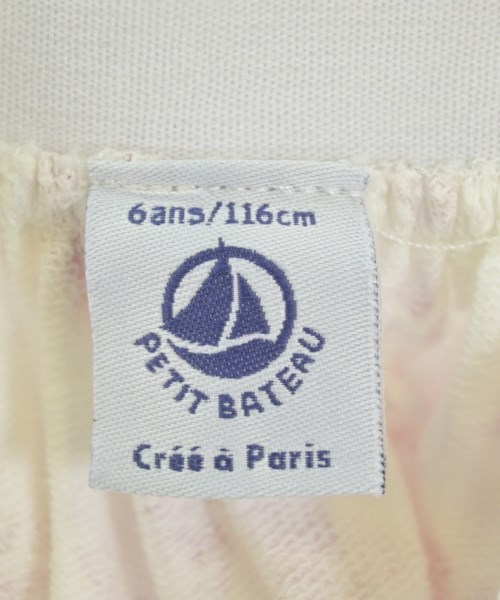 6ans/116cm
PETIT BATEAU
Créé à Paris